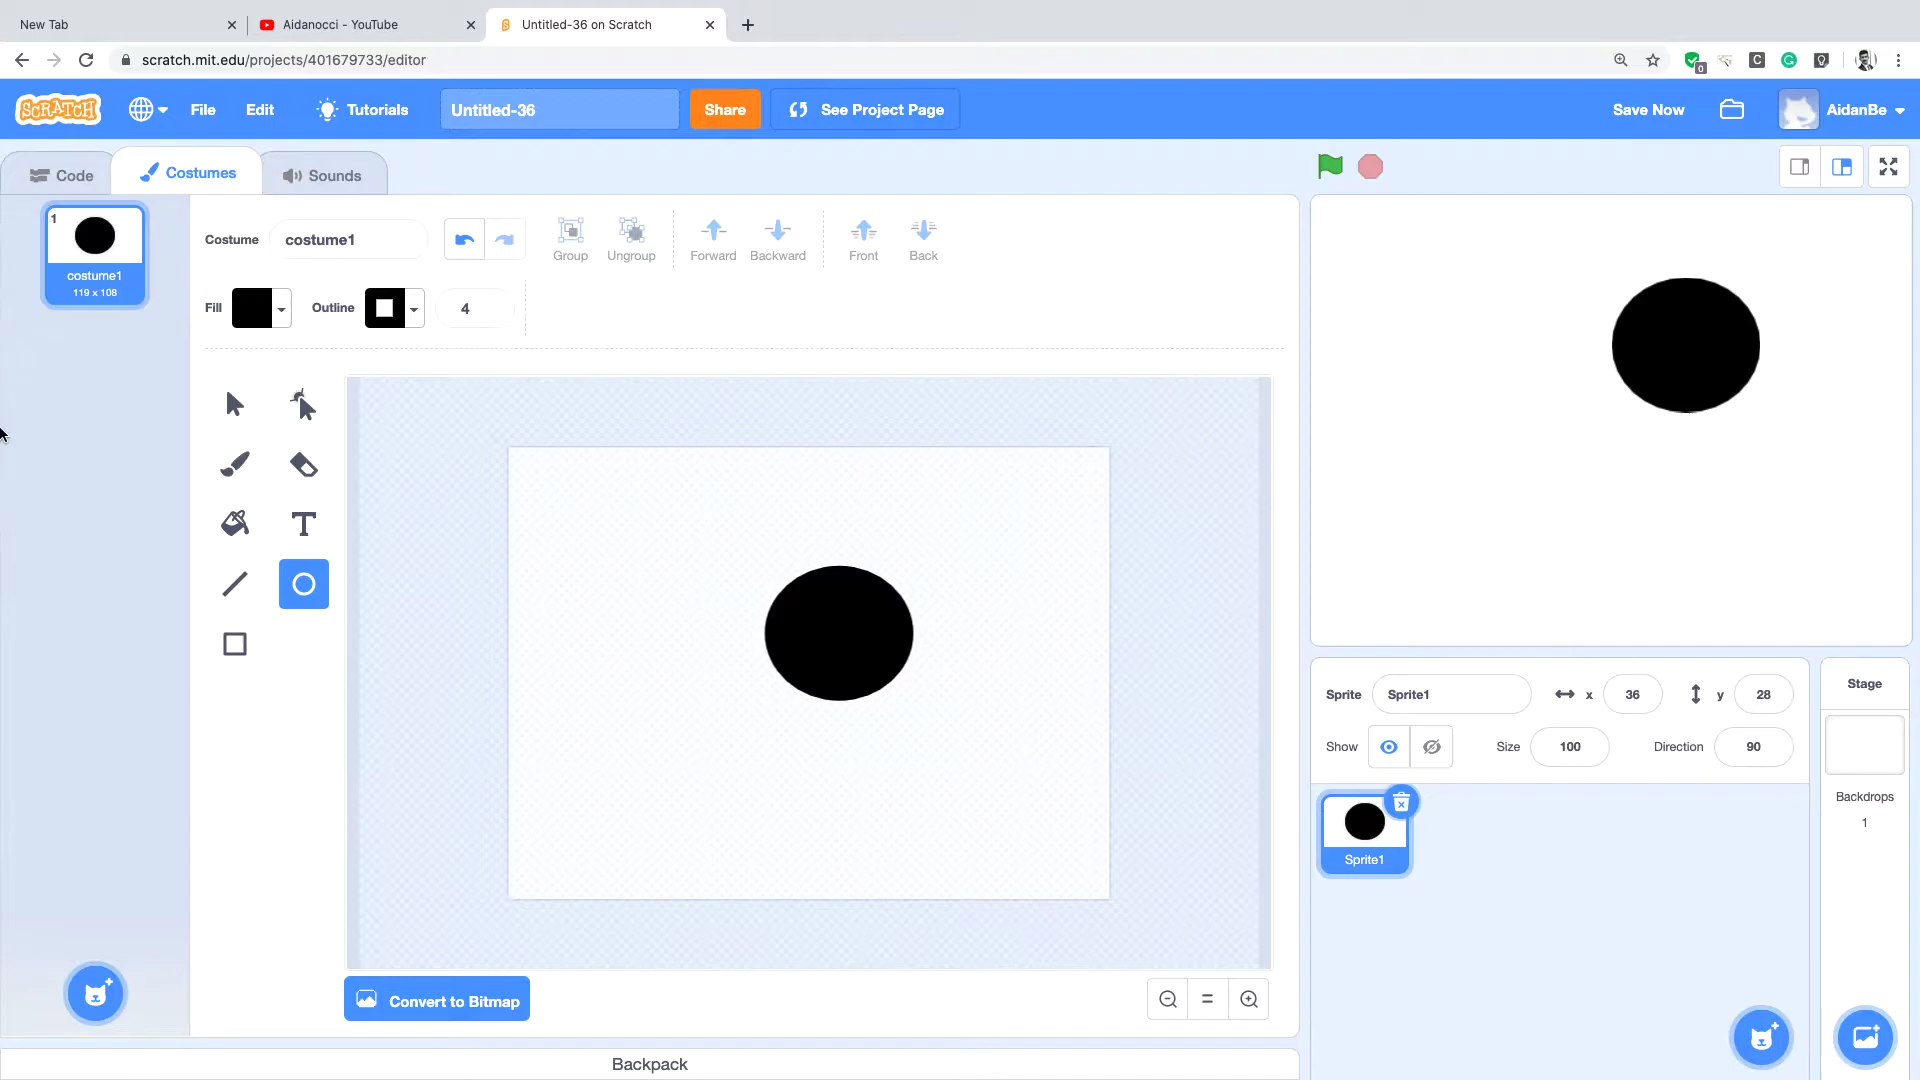 New Tab
Aidanocci - YouTube
Untitled-36 on Scratch
scratch.mit.edu/projects/401679733/editor
0
C
SCRATCH
File
Edit
Tutorials
Untitled-36
Share
See Project Page
Save Now
AidanBe
Code
Costumes
Sounds
1
costume1
119 x 108
Costume
costume1
Group
Ungroup
Forward
Backward
Front
Back
Fill
Outline
4
T
Convert to Bitmap
Backpack
Sprite
Sprite1
x
36
y
28
Show
Size
100
Direction
90
Sprite1
Stage
Backdrops
1